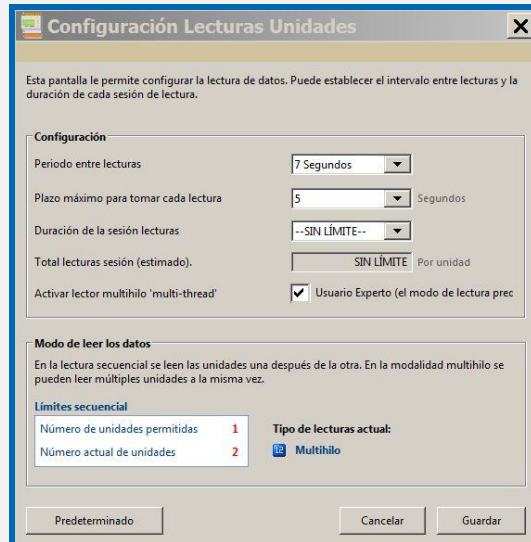 Configuración Lecturas Unidades
Esta pantalla le permite configurar la lectura de datos. Puede establecer el intervalo entre lecturas y la
duración de cada sesión de lectura.
Configuración
Periodo entre lecturas 7 Segundos
Plazo máximo para tomar cada lectura 5 Segundos
Duración de la sesión lecturas --SIN LÍMITE--
Total lecturas sesión (estimado). SIN LÍMITE Por unidad
Activar lector multihilo 'multi-thread' Usuario Experto (el modo de lectura prec
Modo de leer los datos
En la lectura secuencial se leen las unidades una después de la otra. En la modalidad multihilo se
pueden leer múltiples unidades a la misma vez.
Límites secuencial
Número de unidades permitidas 1 Tipo de lecturas actual:
Número actual de unidades 2 12 Multihilo
Predeterminado Cancelar Guardar